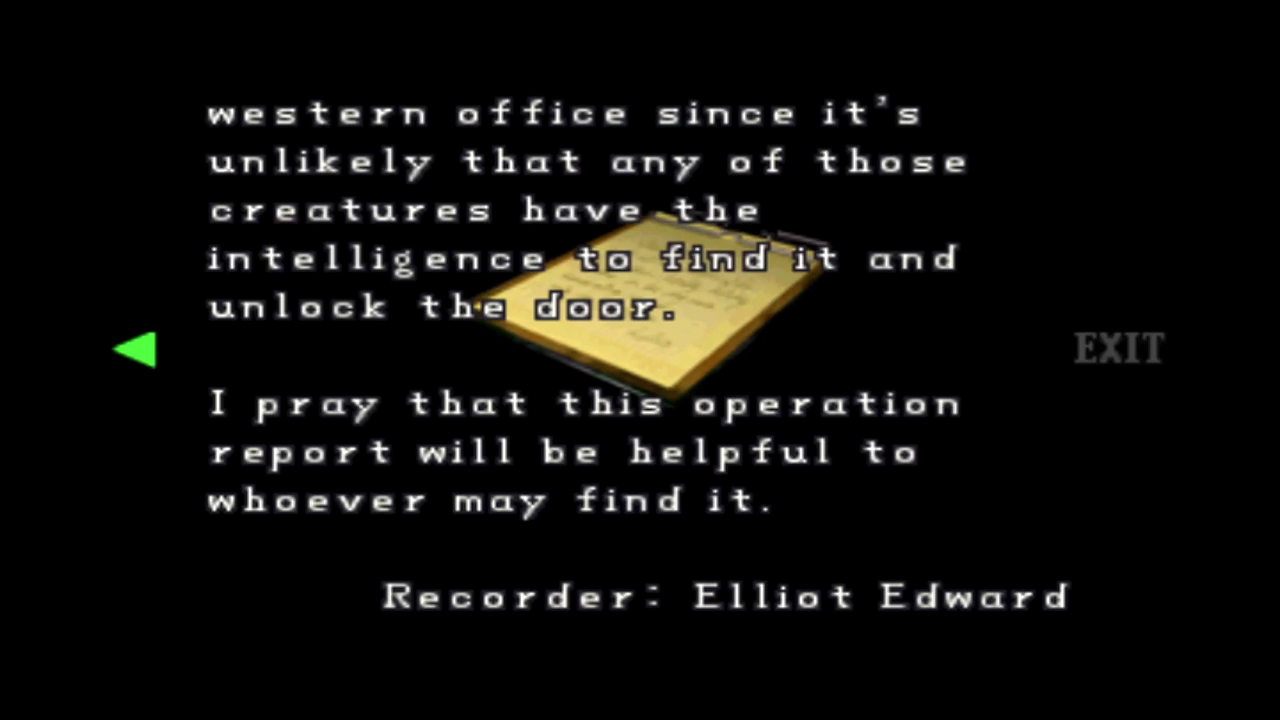 western office since it's
unlikely that any of those
creatures have the
intelligence to find it and
unlock the door.
EXIT
I pray that this operation
report will be helpful to
whoever may find it.
Recorder: Elliot Edward